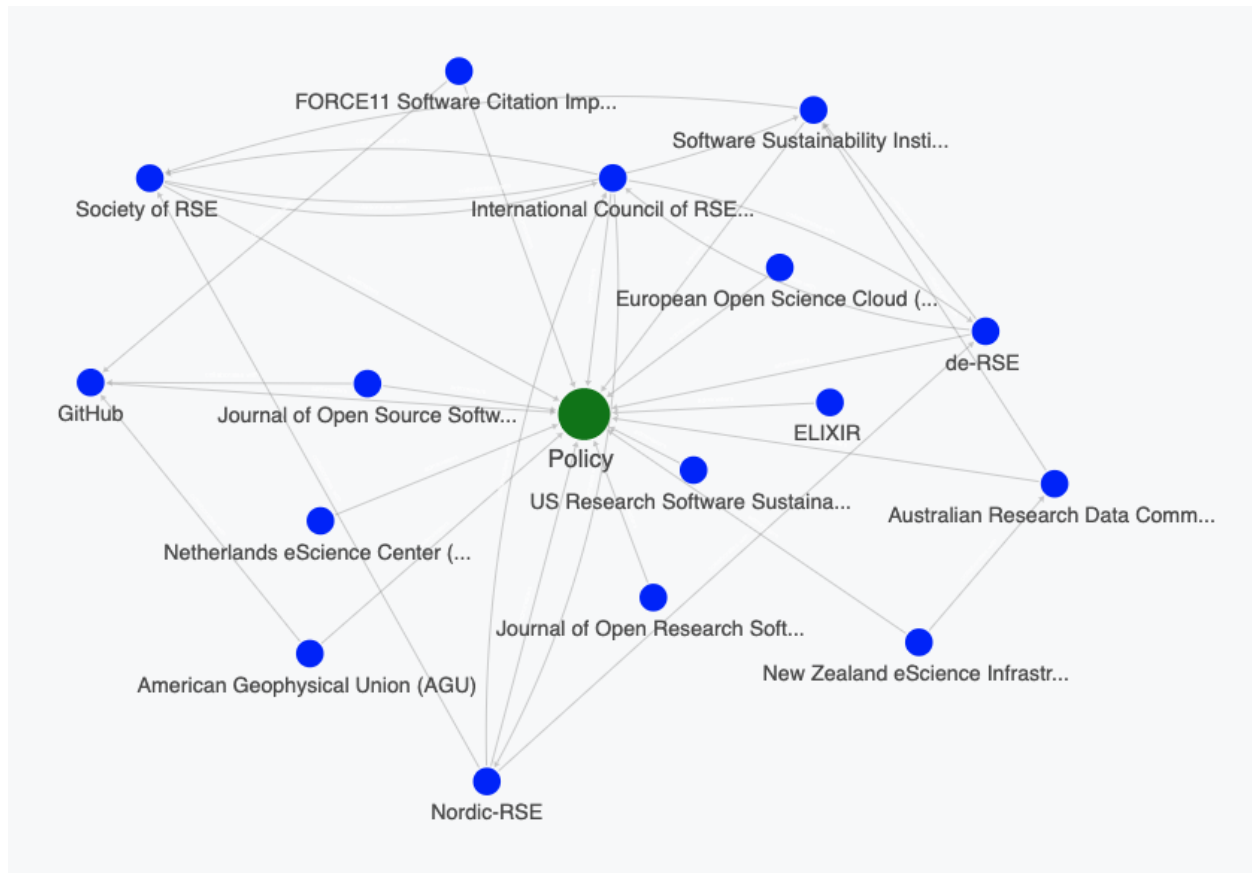 FORCE11 Software Citation Imp...
Software Sustainability Insti...
Society of RSE
International Council of RSE...
European Open Science Cloud (...
de-RSE
GitHub
Journal of Open Source Softw...
ELIXIR
Policy
US Research Software Sustaina...
Australian Research Data Comm...
Netherlands eScience Center (...
Journal of Open Research Soft...
New Zealand eScience Infrastr...
American Geophysical Union (AGU)
Nordic-RSE